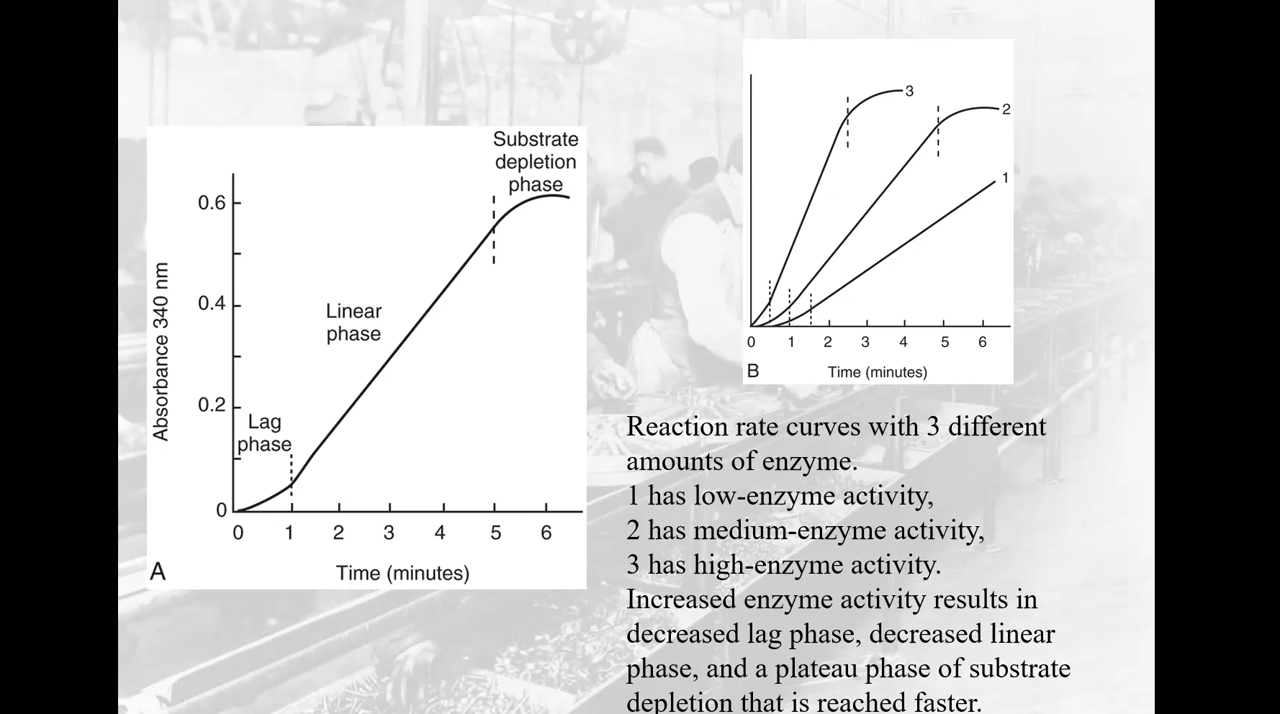 Substrate
depletion
phase
0.6
Absorbance 340 nm
0.4
Linear
phase
0.2
Lag
phase
0
0 1 2 3 4 5 6
A
Time (minutes)
3
2
1
0 1 2 3 4 5 6
B
Time (minutes)
Reaction rate curves with 3 different
amounts of enzyme.
1 has low-enzyme activity,
2 has medium-enzyme activity,
3 has high-enzyme activity.
Increased enzyme activity results in
decreased lag phase, decreased linear
phase, and a plateau phase of substrate
depletion that is reached faster.